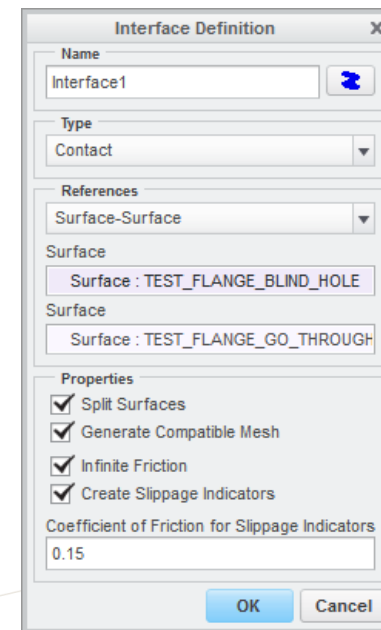 Interface Definition
Name
Interface1
Type
Contact
References
Surface-Surface
Surface
Surface : TEST_FLANGE_BLIND_HOLE
Surface
Surface : TEST_FLANGE_GO_THROUGH
Properties
Split Surfaces
Generate Compatible Mesh
Infinite Friction
Create Slippage Indicators
Coefficient of Friction for Slippage Indicators
0.15
OK Cancel